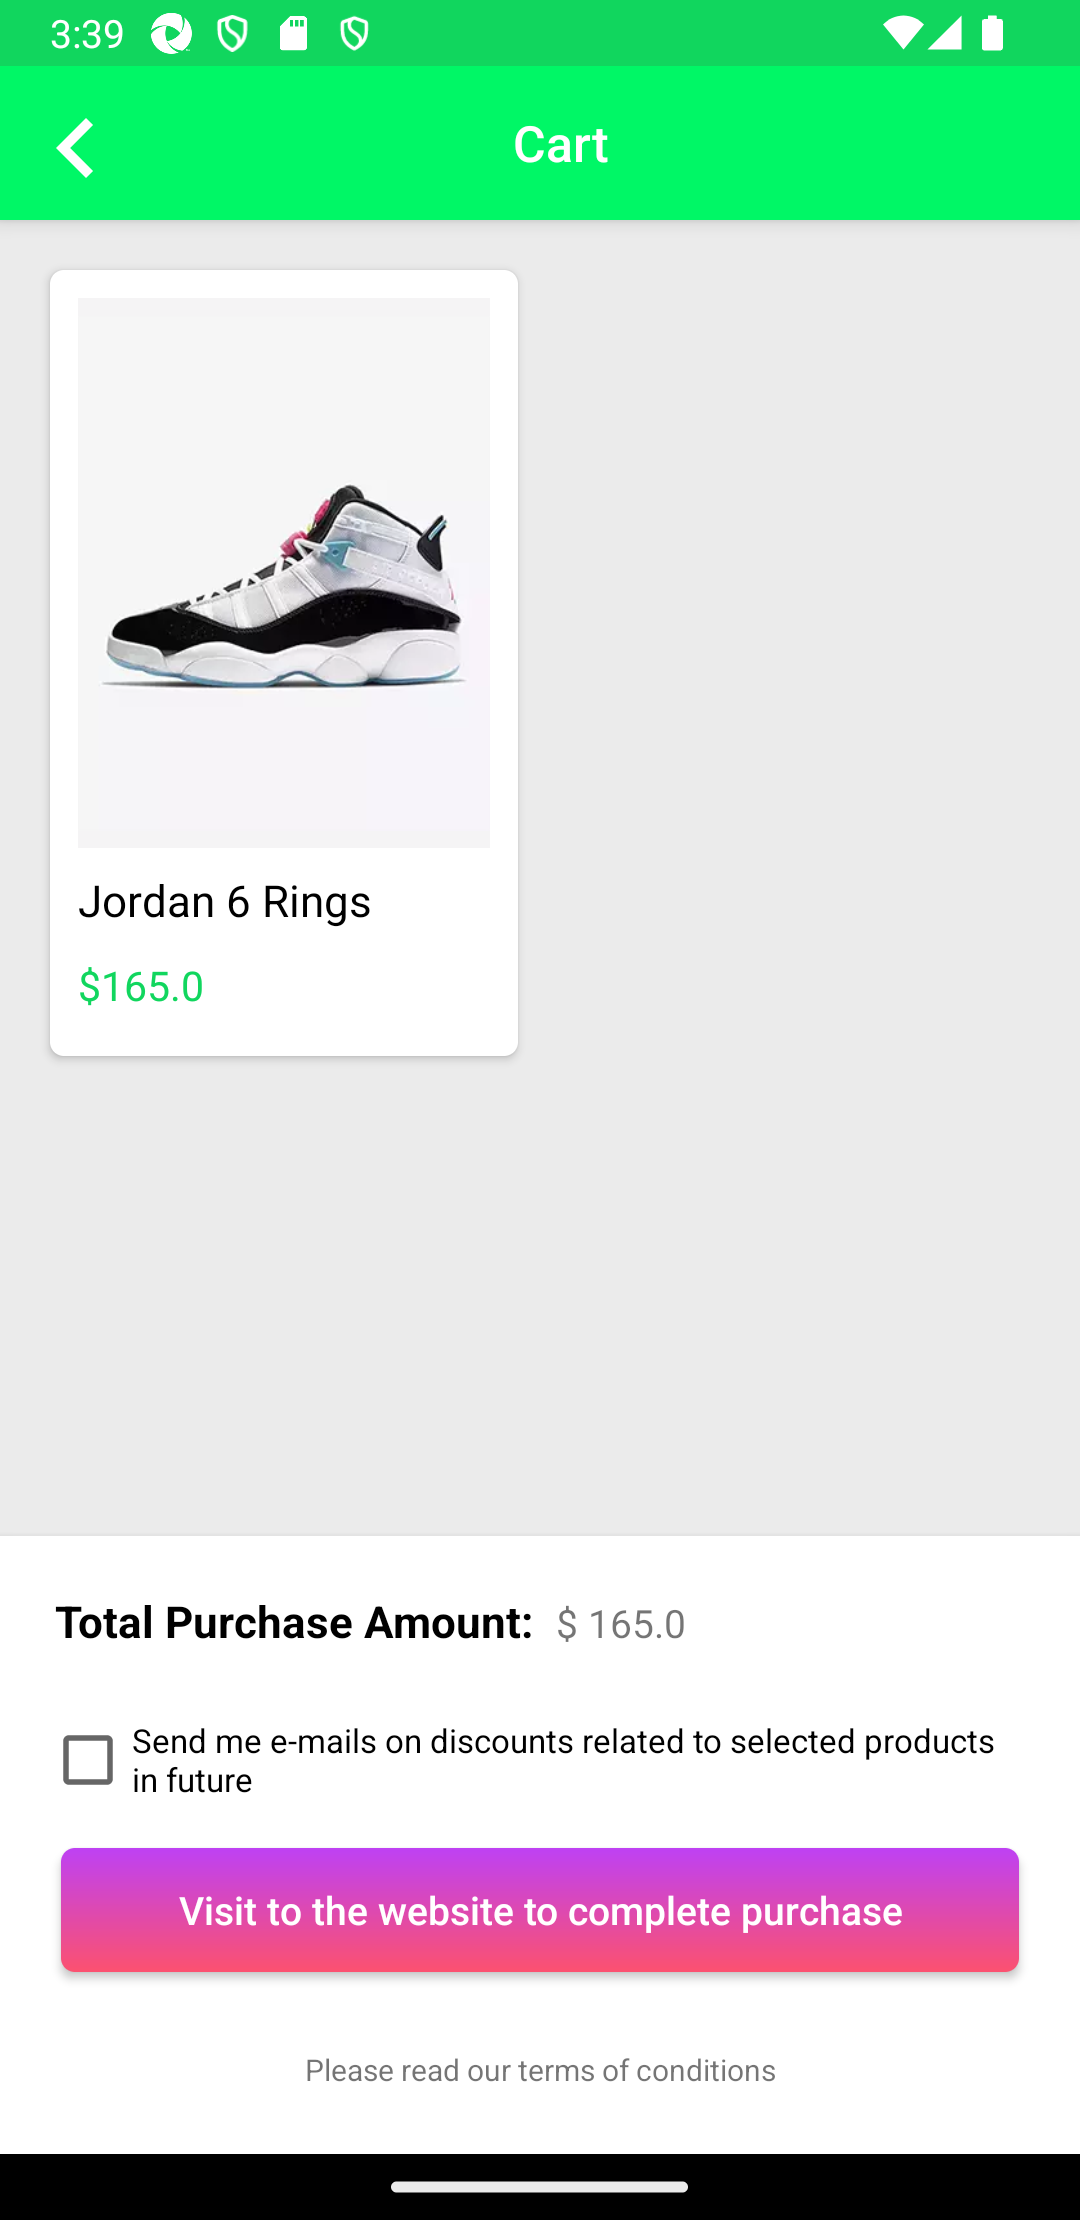 3:39
Cart
Jordan 6 Rings
$165.0
Total Purchase Amount: $ 165.0
Send me e-mails on discounts related to selected products
in future
Visit to the website to complete purchase
Please read our terms of conditions